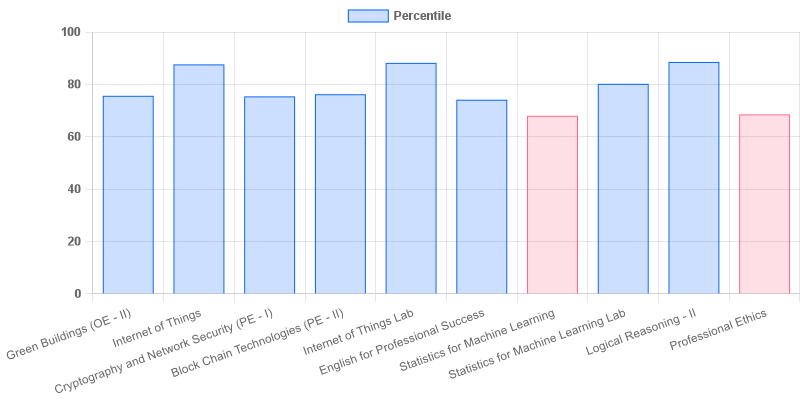 Percentile
100
80
60
40
20
0
Green Buildings (OE - II)
Internet of Things
Cryptography and Network Security (PE - I)
Block Chain Technologies (PE - II)
Internet of Things Lab
English for Professional Success
Statistics for Machine Learning
Statistics for Machine Learning Lab
Logical Reasoning - II
Professional Ethics